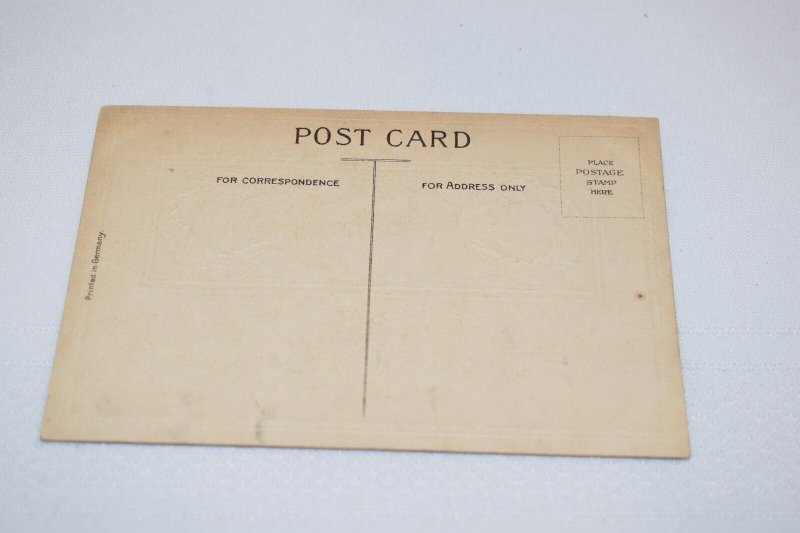 POST CARD
FOR CORRESPONDENCE
FOR ADDRESS ONLY
PLACE
POSTAGE
STAMP
HERE
Printed in Germany.